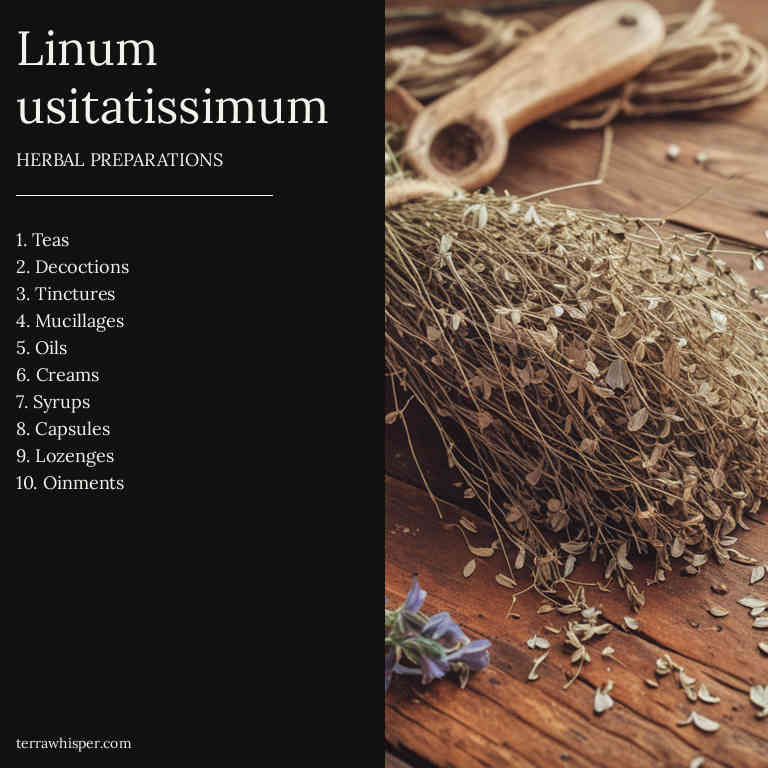 Linum
usitatissimum
HERBAL PREPARATIONS
1. Teas
2. Decoctions
3. Tinctures
4. Mucillages
5. Oils
6. Creams
7. Syrups
8. Capsules
9. Lozenges
10. Oinments
terrawhisper.com